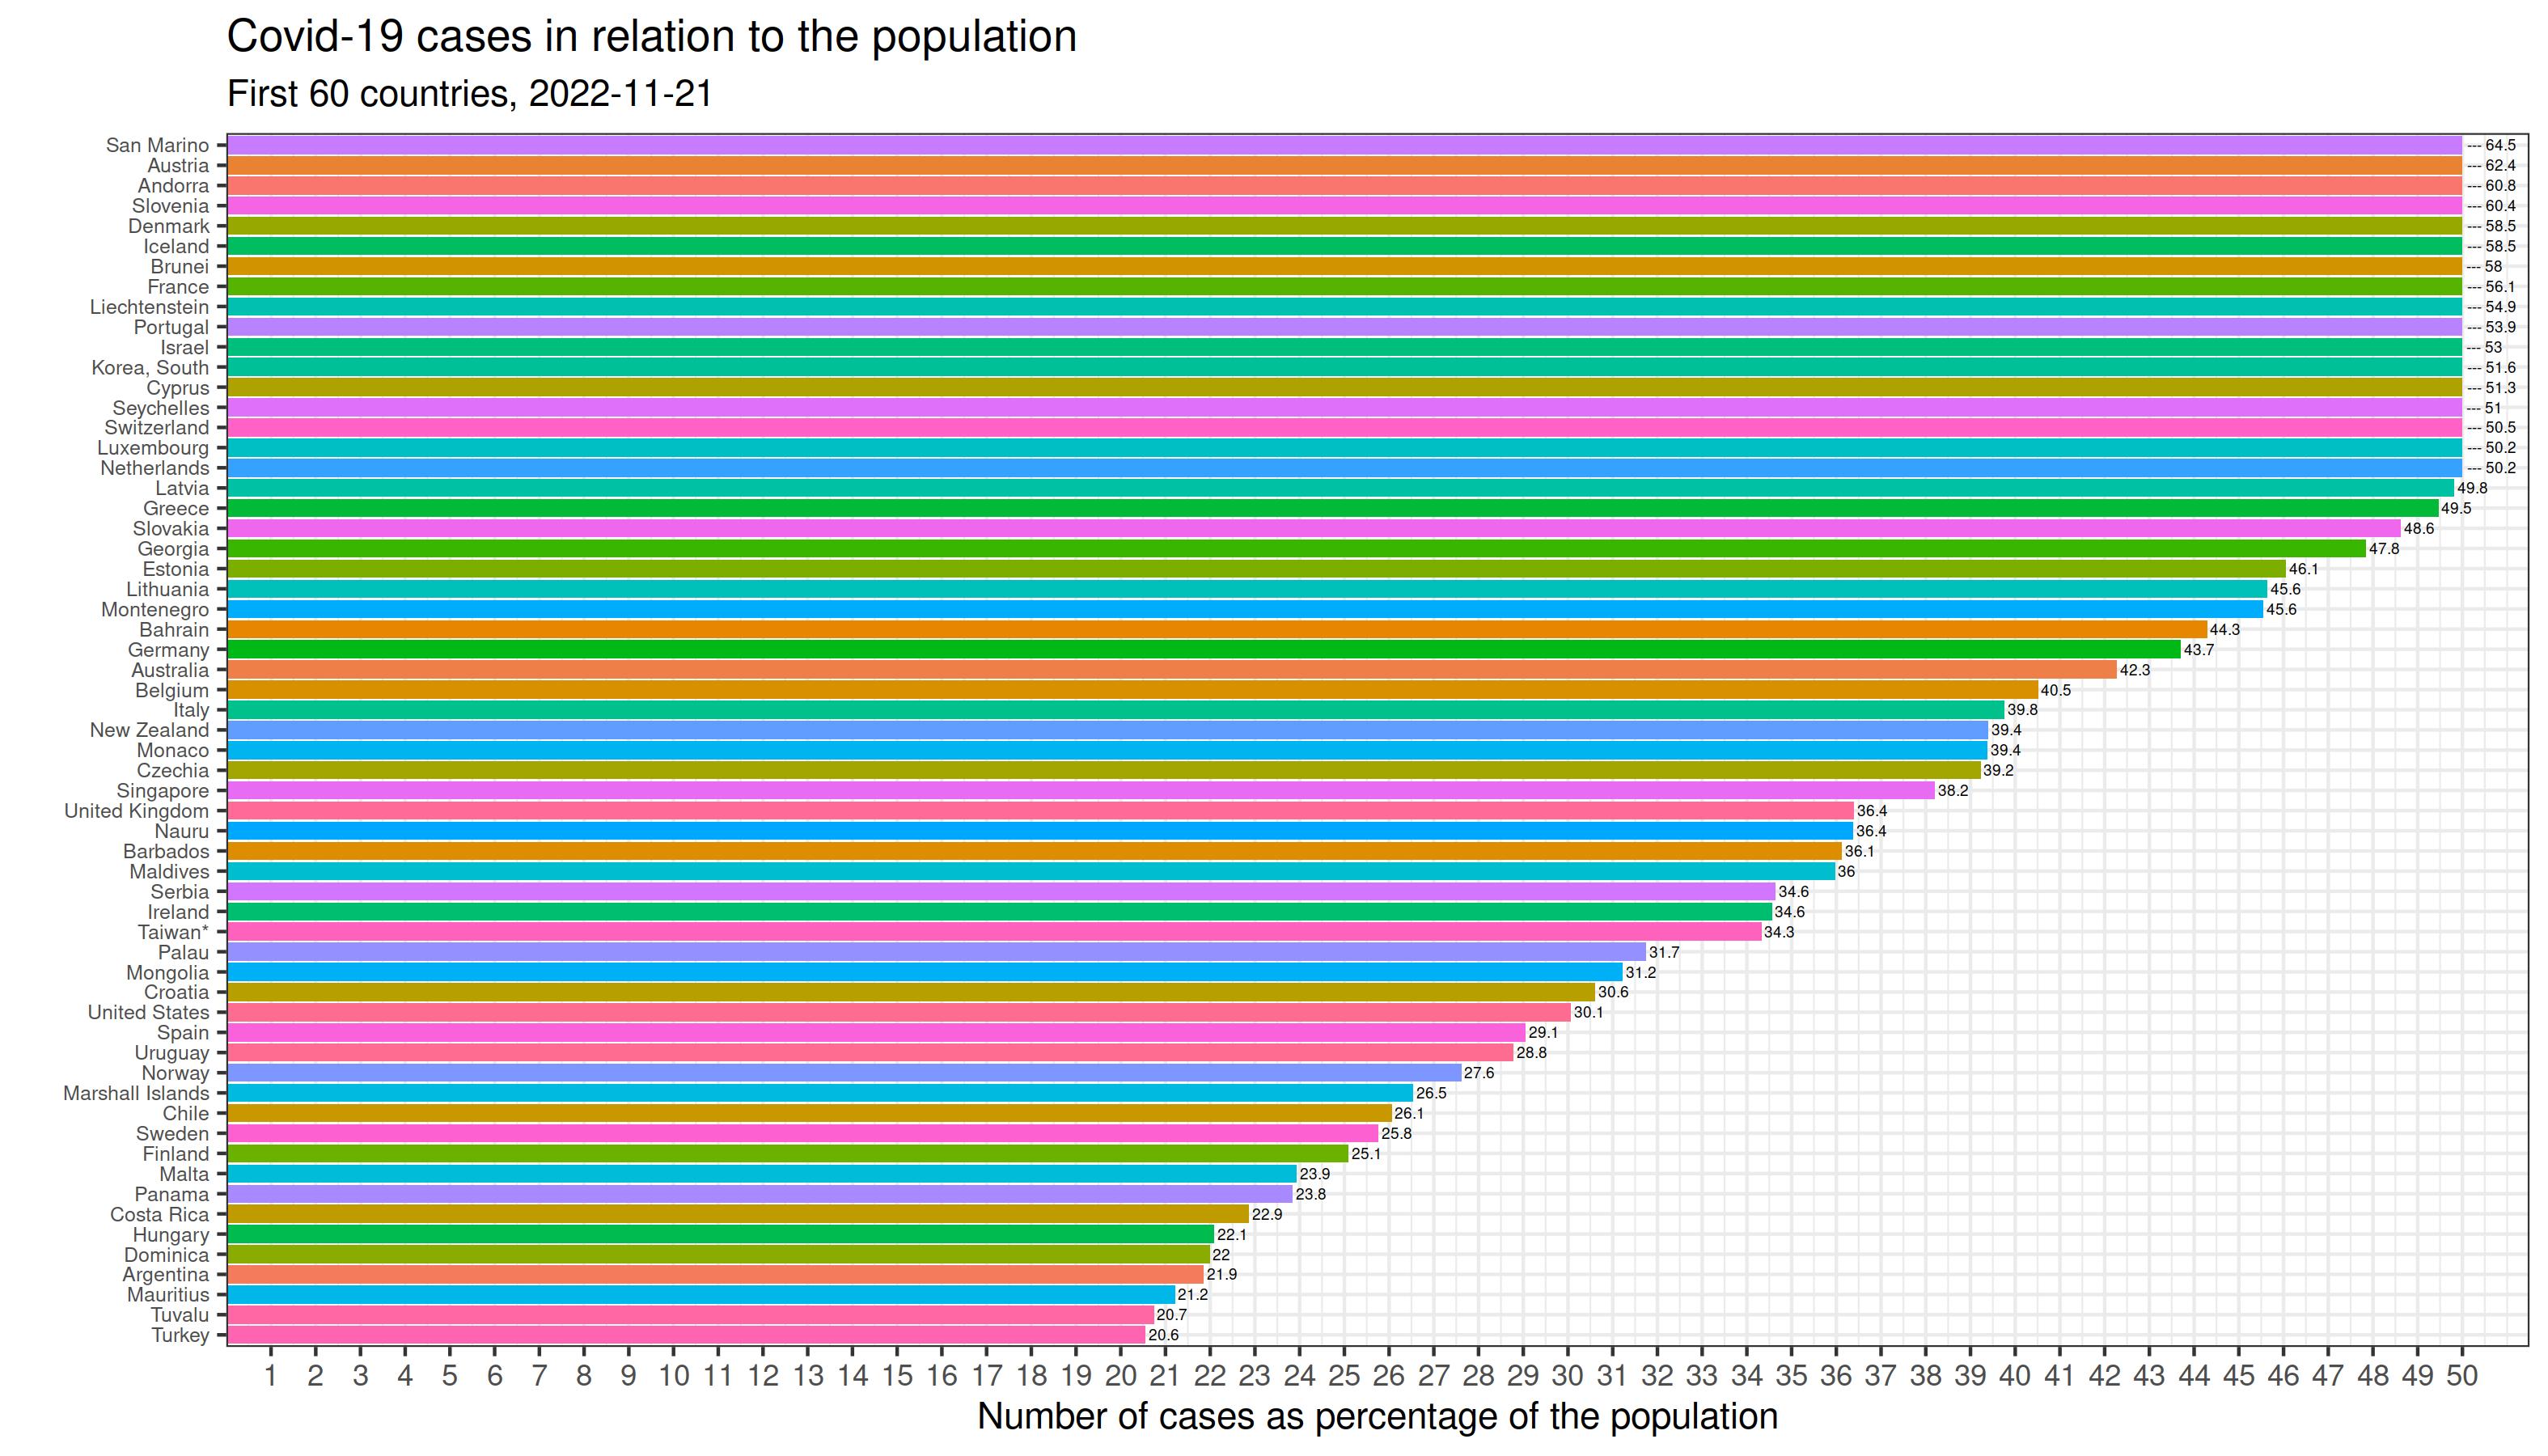 Covid-19 cases in relation to the population
First 60 countries, 2022-11-21
San Marino --- 64.5
Austria --- 62.4
Andorra --- 60.8
Slovenia --- 60.4
Denmark --- 58.5
Iceland --- 58.5
Brunei --- 58
France --- 56.1
Liechtenstein --- 54.9
Portugal --- 53.9
Israel --- 53
Korea, South --- 51.6
Cyprus --- 51.3
Seychelles --- 51
Switzerland --- 50.5
Luxembourg --- 50.2
Netherlands --- 50.2
Latvia 49.8
Greece 49.5
Slovakia 48.6
Georgia 47.8
Estonia 46.1
Lithuania 45.6
Montenegro 45.6
Bahrain 44.3
Germany 43.7
Australia 42.3
Belgium 40.5
Italy 39.8
New Zealand 39.4
Monaco 39.4
Czechia 39.2
Singapore 38.2
United Kingdom 36.4
Nauru 36.4
Barbados 36.1
Maldives 36
Serbia 34.6
Ireland 34.6
Taiwan* 34.3
Palau 31.7
Mongolia 31.2
Croatia 30.6
United States 30.1
Spain 29.1
Uruguay 28.8
Norway 27.6
Marshall Islands 26.5
Chile 26.1
Sweden 25.8
Finland 25.1
Malta 23.9
Panama 23.8
Costa Rica 22.9
Hungary 22.1
Dominica 22
Argentina 21.9
Mauritius 21.2
Tuvalu 20.7
Turkey 20.6
1 2 3 4 5 6 7 8 9 10 11 12 13 14 15 16 17 18 19 20 21 22 23 24 25 26 27 28 29 30 31 32 33 34 35 36 37 38 39 40 41 42 43 44 45 46 47 48 49 50
Number of cases as percentage of the population